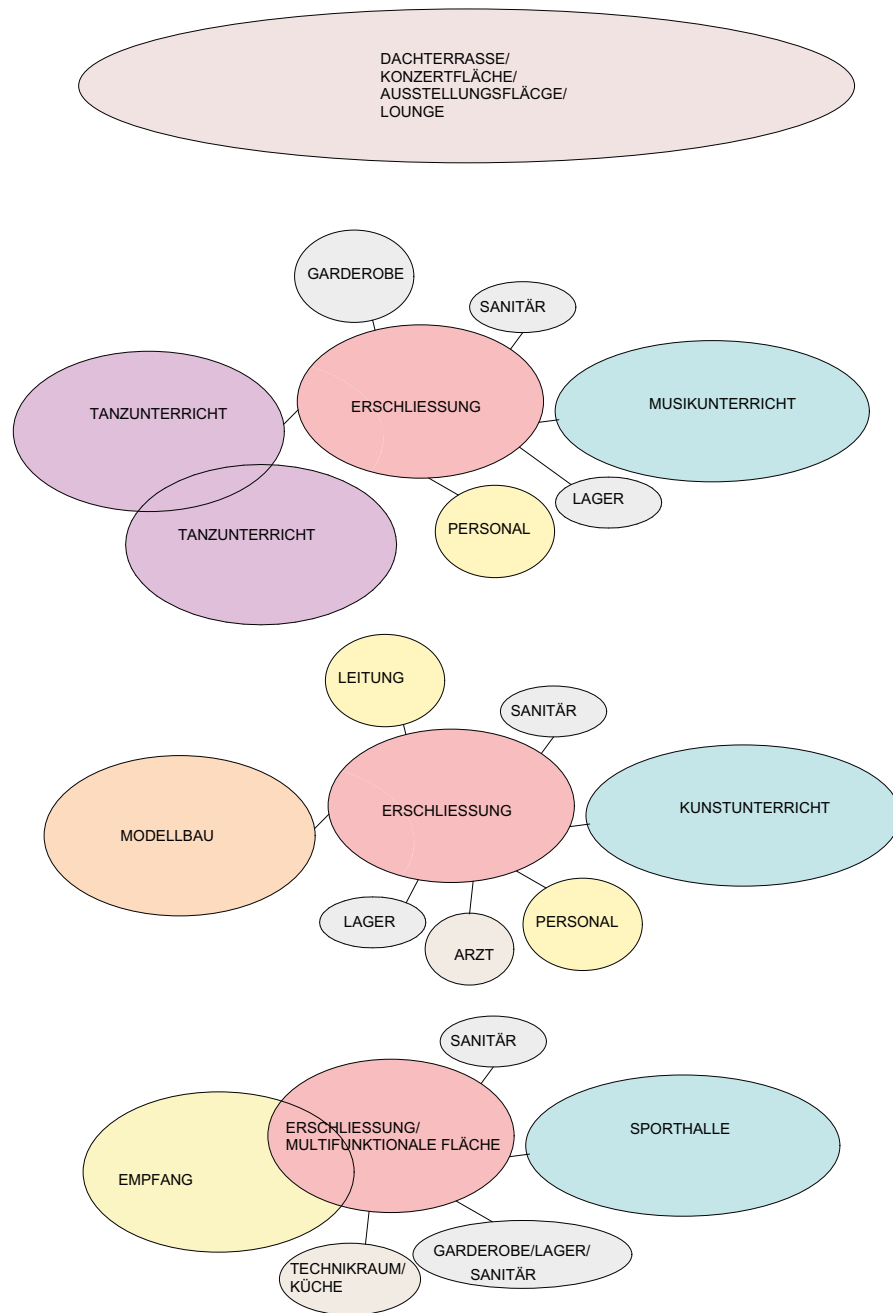 DACHTERRASSE/
KONZERTFLÄCHE/
AUSSTELLUNGSFLÄCGE/
LOUNGE
GARDEROBE
SANITÄR
TANZUNTERRICHT
ERSCHLIESSUNG
MUSIKUNTERRICHT
LAGER
TANZUNTERRICHT
PERSONAL
LEITUNG
SANITÄR
MODELLBAU
ERSCHLIESSUNG
KUNSTUNTERRICHT
LAGER
PERSONAL
ARZT
SANITÄR
ERSCHLIESSUNG/
MULTIFUNKTIONALE FLÄCHE
SPORTHALLE
EMPFANG
TECHNIKRAUM/
KÜCHE
GARDEROBE/LAGER/
SANITÄR